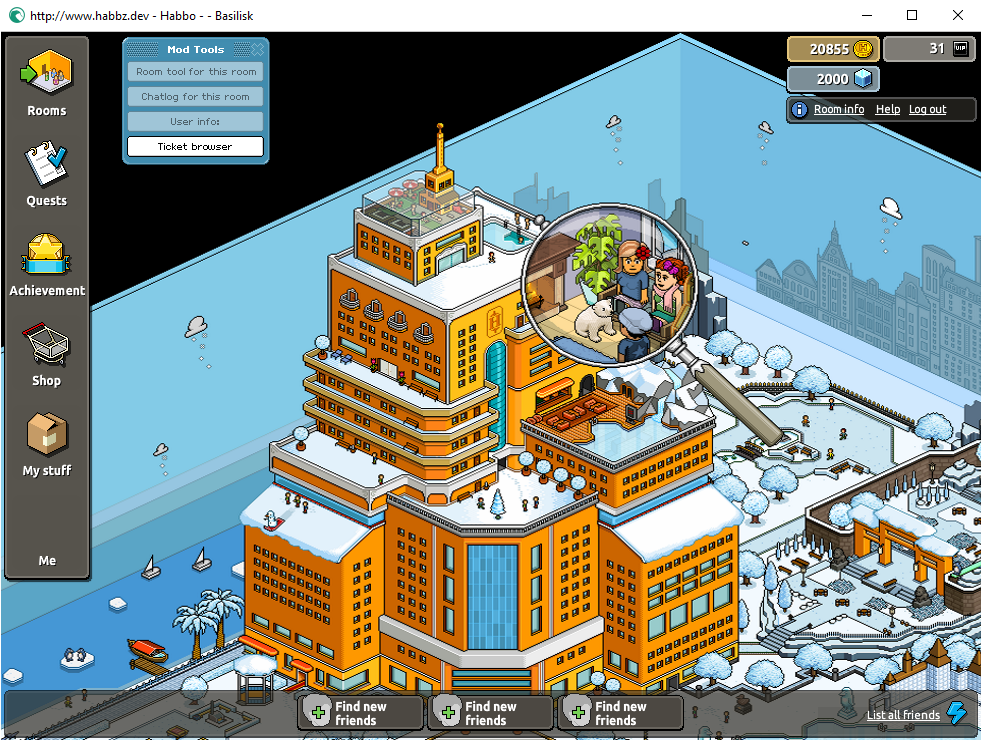 http://www.habbz.dev - Habbo - - Basilisk
Mod Tools
Room tool for this room
Chatlog for this room
User info:
Ticket browser
20855
31 VIP
2000
Room info Help Log out
Rooms
Quests
Achievement
Shop
My stuff
Me
Find new
friends
Find new
friends
Find new
friends
List all friends